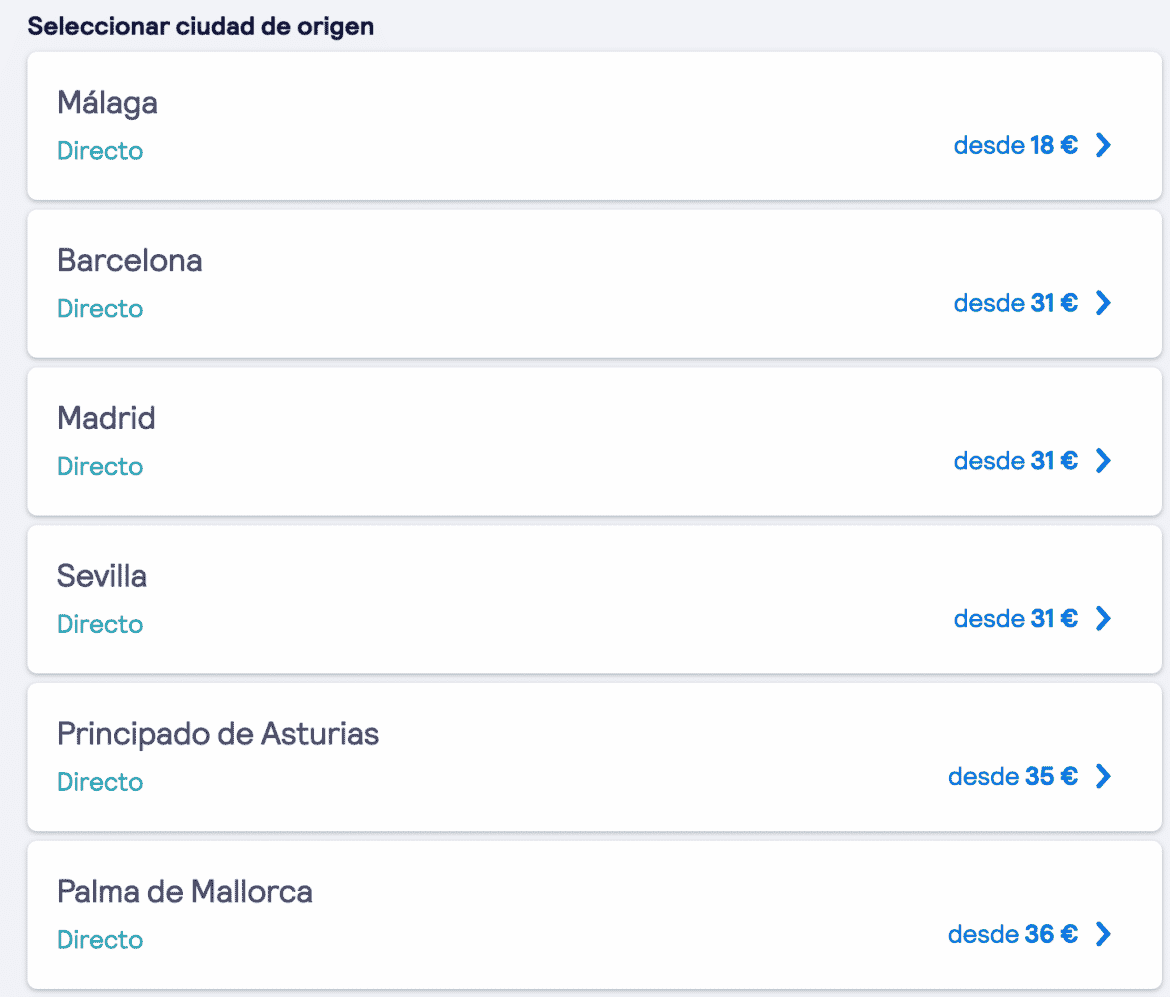 Seleccionar ciudad de origen
Málaga
Directo
desde 18 €
Barcelona
Directo
desde 31 €
Madrid
Directo
desde 31 €
Sevilla
Directo
desde 31 €
Principado de Asturias
Directo
desde 35 €
Palma de Mallorca
Directo
desde 36 €